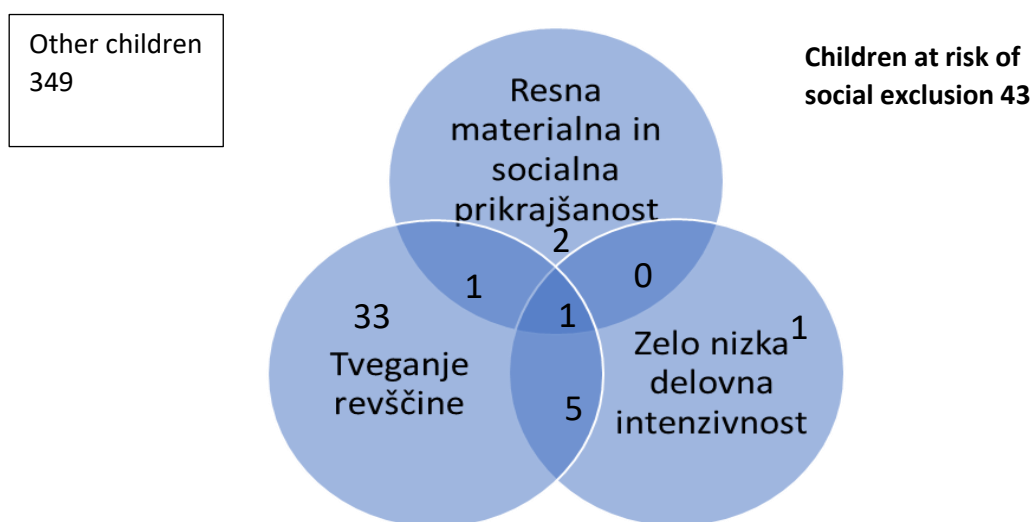 Other children
349
Children at risk of
social exclusion 43
Resna
materialna in
socialna
prikrajšanost
2
1
0
33
1
1
Tveganje
revščine
Zelo nizka
delovna
intenzivnost
5